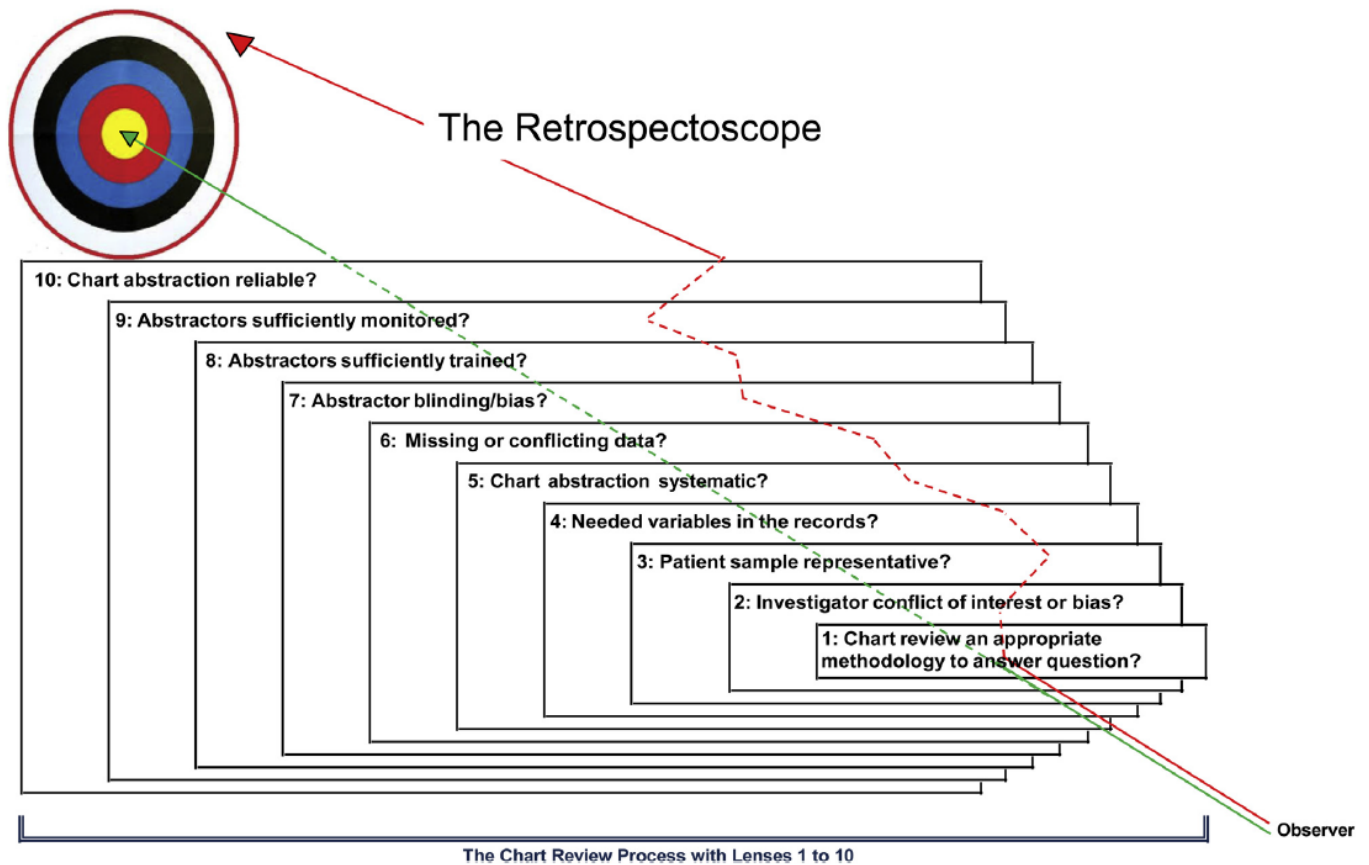 The Retrospectoscope
10: Chart abstraction reliable?
9: Abstractors sufficiently monitored?
8: Abstractors sufficiently trained?
7: Abstractor blinding/bias?
6: Missing or conflicting data?
5: Chart abstraction systematic?
4: Needed variables in the records?
3: Patient sample representative?
2: Investigator conflict of interest or bias?
1: Chart review an appropriate
methodology to answer question?
Observer
The Chart Review Process with Lenses 1 to 10